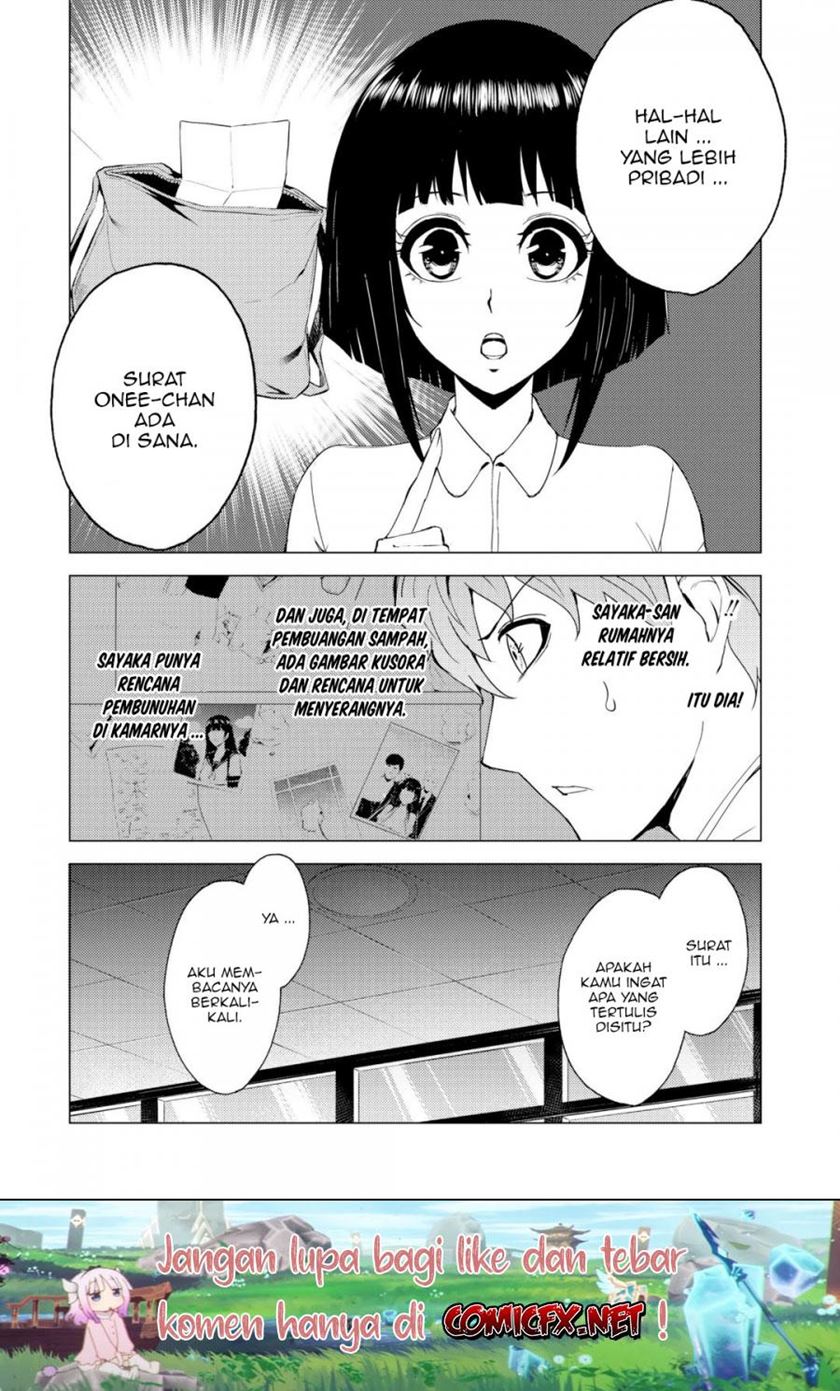 HAL-HAL
LAIN ...
YANG LEBIH
PRIBADI ...
SURAT
ONEE-CHAN
ADA
DI SANA.
!!
SAYAKA-SAN
RUMAHNYA
RELATIF BERSIH.
ITU DIA!
DAN JUGA, DI TEMPAT
PEMBUANGAN SAMPAH,
ADA GAMBAR KUSORA
DAN RENCANA UNTUK
MENYERANGNYA.
SAYAKA PUNYA
RENCANA
PEMBUNUHAN
DI KAMARNYA ...
SURAT
ITU ...
APAKAH
KAMU INGAT
APA YANG
TERTULIS
DISITU?
YA ...
AKU MEM-
BACANYA
BERKALI-
KALI.
Jangan lupa bagi like dan tebar
komen hanya di COMICFX.NET !